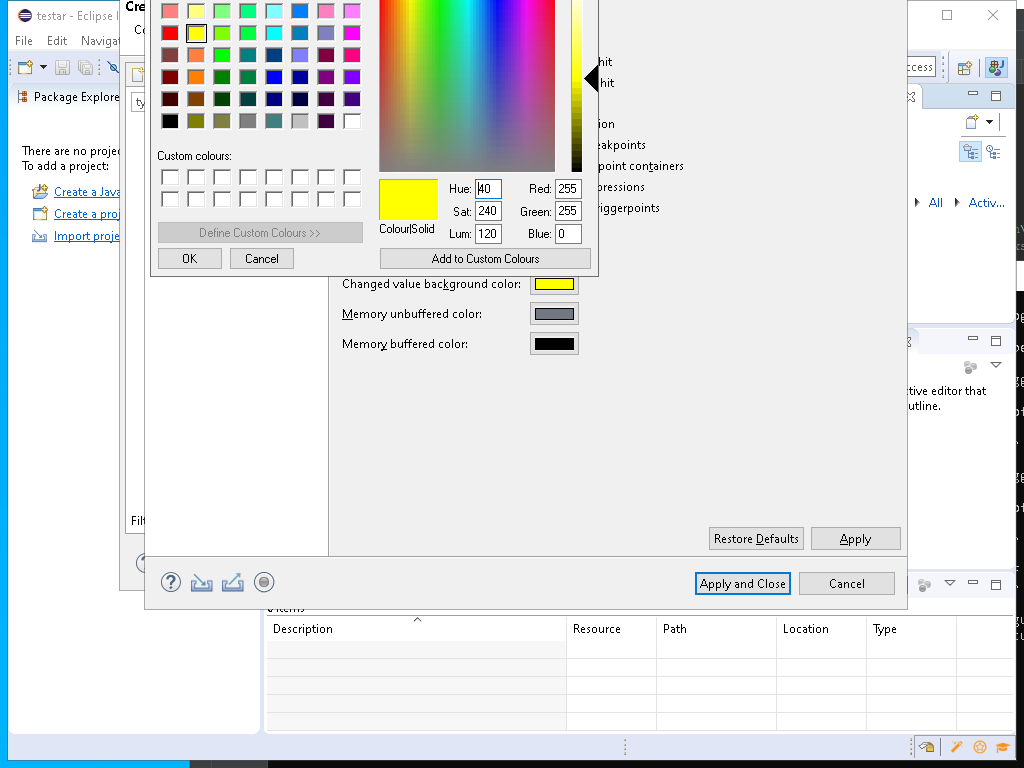 testar - Eclipse I
Cre
File Edit Navigat
Co
hit
cess
hit
Package Explore
ty
ion
eakpoints
There are no projec
To add a project:
Custom colours:
point containers
Create a Java
Hue: 40 Red: 255
pressions
Create a proj
Sat: 240 Green: 255
riggerpoints
All Activ...
Import proje
Define Custom Colours >>
Colour|Solid
Lum: 120 Blue: 0
OK Cancel Add to Custom Colours
Changed value background color:
Memory unbuffered color:
Memory buffered color:
ctive editor that
utline.
Filt
Restore Defaults Apply
? Apply and Close Cancel
0 items
Description Resource Path Location Type